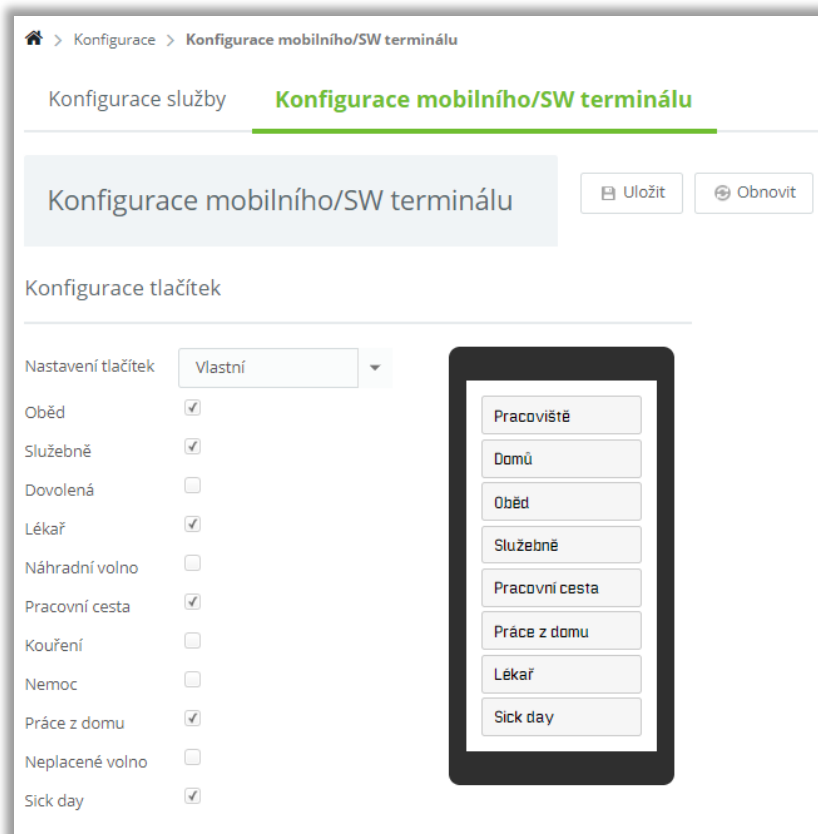 > Konfigurace > Konfigurace mobilního/SW terminálu
Konfigurace služby Konfigurace mobilního/SW terminálu
Konfigurace mobilního/SW terminálu Uložit Obnovit
Konfigurace tlačítek
Nastavení tlačítek Vlastní
Oběd
Služebně
Dovolená
Lékař
Náhradní volno
Pracovní cesta
Kouření
Nemoc
Práce z domu
Neplacené volno
Sick day
Pracoviště
Domů
Oběd
Služebně
Pracovní cesta
Práce z domu
Lékař
Sick day